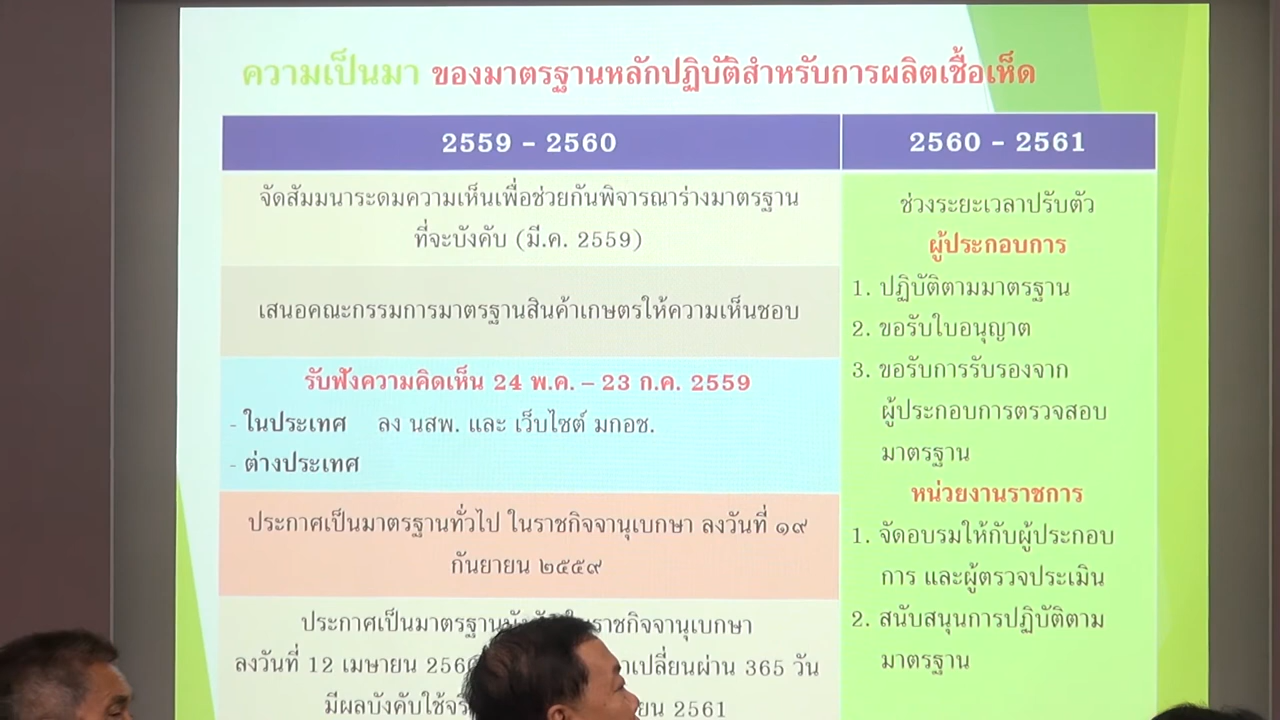 ความเป็นมา ของมาตรฐานหลักปฏิบัติสำหรับการผลิตเชื้อเห็ด
2559 - 2560
จัดสัมมนาระดมความเห็นเพื่อช่วยกันพิจารณาร่างมาตรฐาน
ที่จะบังคับ (มี.ค. 2559)
เสนอคณะกรรมการมาตรฐานสินค้าเกษตรให้ความเห็นชอบ
รับฟังความคิดเห็น 24 พ.ค. – 23 ก.ค. 2559
- ในประเทศ ลง นสพ. และ เว็บไซต์ มกอช.
- ต่างประเทศ
ประกาศเป็นมาตรฐานทั่วไป ในราชกิจจานุเบกษา ลงวันที่ ๑๙
กันยายน ๒๕๕๙
ประกาศเป็นมาตรฐานบังคับ ในราชกิจจานุเบกษา
ลงวันที่ 12 เมษายน เปลี่ยนผ่าน 365 วัน
มีผลบังคับใช้ 2561
2560 - 2561
ช่วงระยะเวลาปรับตัว
ผู้ประกอบการ
1. ปฏิบัติตามมาตรฐาน
2. ขอรับใบอนุญาต
3. ขอรับการรับรองจาก
ผู้ประกอบการตรวจสอบ
มาตรฐาน
หน่วยงานราชการ
1. จัดอบรมให้กับผู้ประกอบ
การ และผู้ตรวจประเมิน
2. สนับสนุนการปฏิบัติตาม
มาตรฐาน